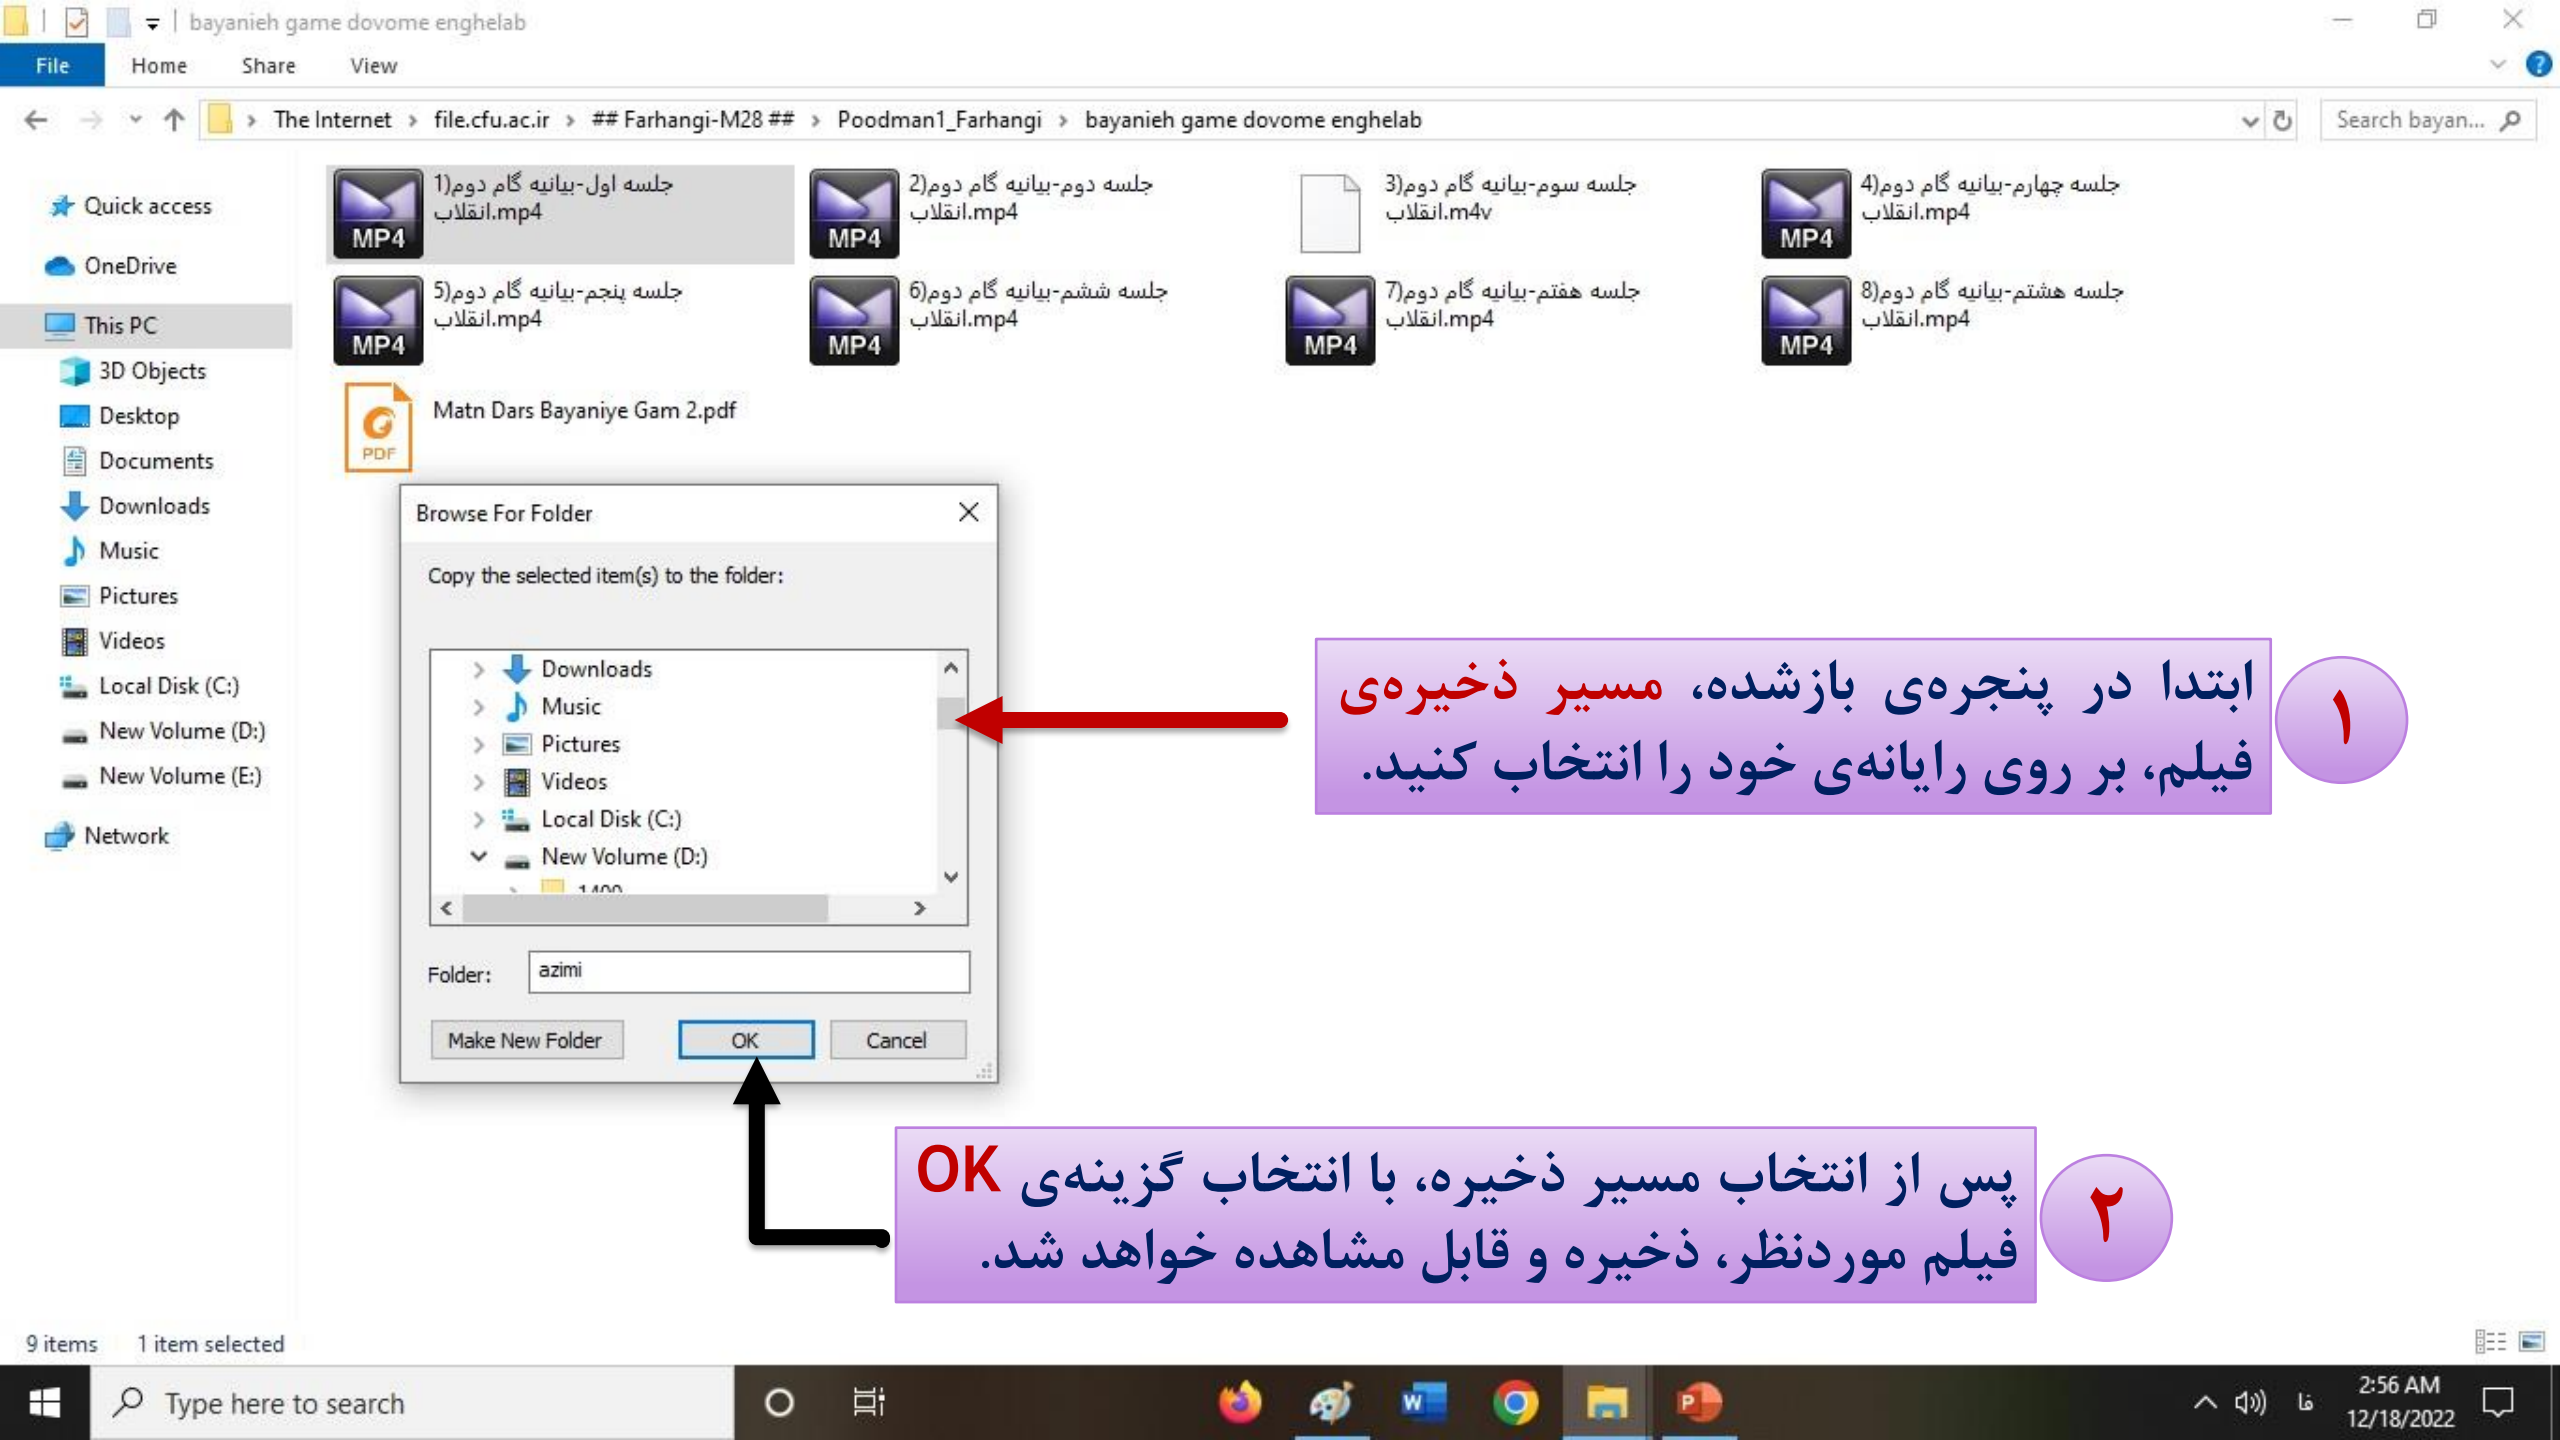 bayanieh game dovome enghelab
File Home Share View
The Internet > file.cfu.ac.ir > ## Farhangi-M28 ## > Poodman1_Farhangi > bayanieh game dovome enghelab
Search bayan...
Quick access
OneDrive
This PC
3D Objects
Desktop
Documents
Downloads
Music
Pictures
Videos
Local Disk (C:)
New Volume (D:)
New Volume (E:)
Network
جلسه اول-بیانیه گام دوم(1
انقلاب.mp4
MP4
جلسه دوم-بیانیه گام دوم(2
انقلاب.mp4
MP4
جلسه سوم-بیانیه گام دوم(3
انقلاب.m4v
جلسه چهارم-بیانیه گام دوم(4
انقلاب.mp4
MP4
جلسه پنجم-بیانیه گام دوم(5
انقلاب.mp4
MP4
جلسه ششم-بیانیه گام دوم(6
انقلاب.mp4
MP4
جلسه هفتم-بیانیه گام دوم(7
انقلاب.mp4
MP4
جلسه هشتم-بیانیه گام دوم(8
انقلاب.mp4
MP4
Matn Dars Bayaniye Gam 2.pdf
PDF
Browse For Folder
Copy the selected item(s) to the folder:
Downloads
Music
Pictures
Videos
Local Disk (C:)
New Volume (D:)
1400
Folder: azimi
Make New Folder OK Cancel
۱
ابتدا در پنجره‌ی بازشده، مسیر ذخیره‌ی
فیلم، بر روی رایانه‌ی خود را انتخاب کنید.
۲
پس از انتخاب مسیر ذخیره، با انتخاب گزینه‌ی OK
فیلم موردنظر، ذخیره و قابل مشاهده خواهد شد.
9 items 1 item selected
Type here to search
فا
2:56 AM
12/18/2022